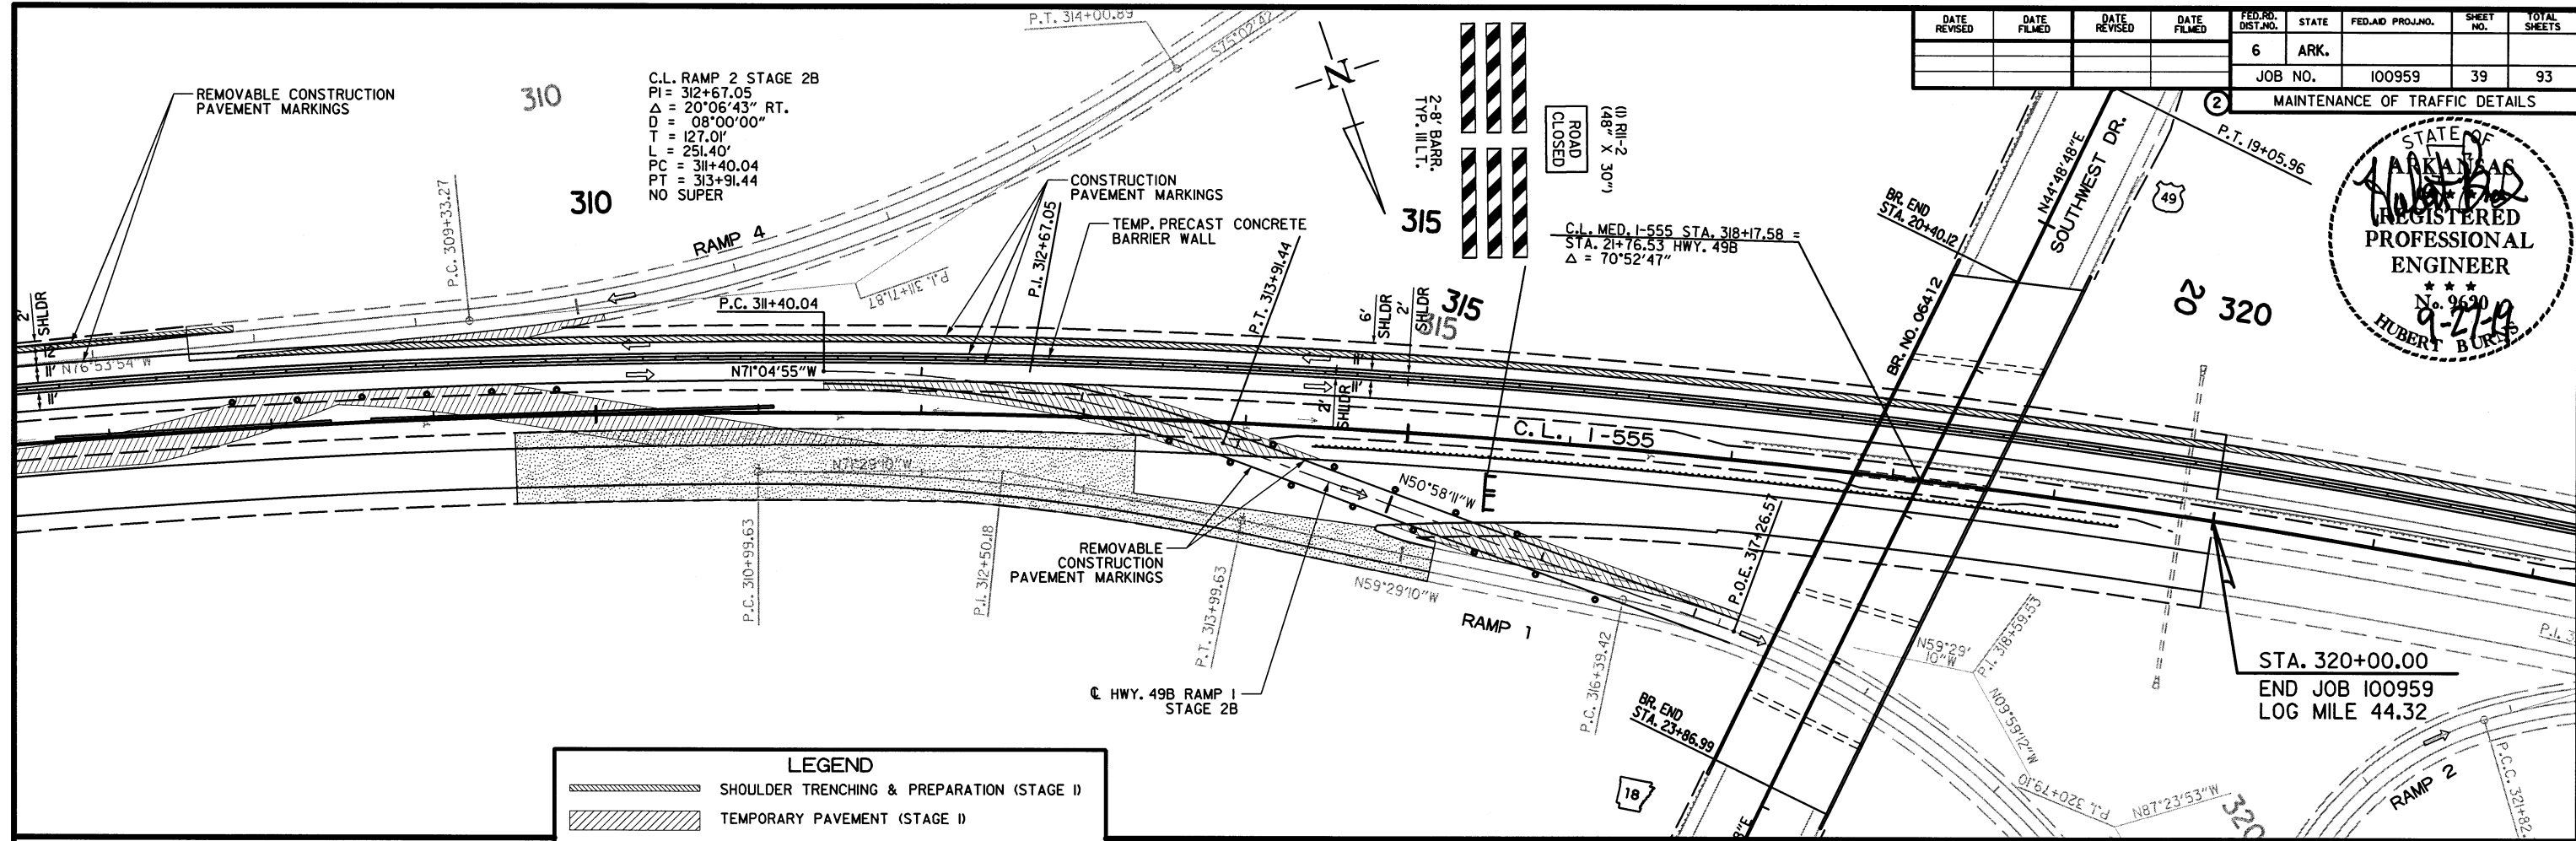 DATE REVISED
DATE FILMED
DATE REVISED
DATE FILMED
FED.RD. DIST.NO.
STATE
FED.AID PROJ.NO.
SHEET NO.
TOTAL SHEETS
6
ARK.
JOB NO.
100959
39
93
2
MAINTENANCE OF TRAFFIC DETAILS
STATE OF
ARKANSAS
* * *
REGISTERED
PROFESSIONAL
ENGINEER
* * *
No. 9690
9-27-19
HUBERT BURNS
P.T. 314+00.89
S75°02'42"
REMOVABLE CONSTRUCTION
PAVEMENT MARKINGS
310
310
C.L. RAMP 2 STAGE 2B
PI = 312+67.05
Δ = 20°06'43" RT.
D = 08°00'00"
T = 127.01'
L = 251.40'
PC = 311+40.04
PT = 313+91.44
NO SUPER
N
2-8' BARR.
TYP. III LT.
ROAD
CLOSED
(1) R11-2
(48" X 30")
CONSTRUCTION
PAVEMENT MARKINGS
TEMP. PRECAST CONCRETE
BARRIER WALL
315
315
315
C.L. MED. I-555 STA. 318+17.58 =
STA. 21+76.53 HWY. 49B
Δ = 70°52'47"
BR. END
STA. 20+40.12
N44°48'48"E
SOUTHWEST DR.
49
P.T. 19+05.96
20
320
BR. NO. 06412
P.C. 309+33.27
RAMP 4
P.I. 311+71.87
P.C. 311+40.04
P.I. 312+67.05
P.T. 313+91.44
2'
SHLDR
12'
11'
11'
N76°53'54"W
N71°04'55"W
6'
SHLDR
2'
SHLDR
11'
11'
2'
SHLDR
C.L. I-555
N71°29'10"W
N50°58'11"W
P.C. 310+99.63
P.I. 312+50.18
P.T. 313+99.63
REMOVABLE
CONSTRUCTION
PAVEMENT MARKINGS
N59°29'10"W
RAMP 1
P.C. 316+39.42
P.O.E. 317+26.57
℄ HWY. 49B RAMP 1
STAGE 2B
BR. END
STA. 23+86.99
18
8"E
N59°29'
10"W
P.I. 318+59.53
N09°59'12"W
P.I. 320+79.10
N87°23'53"W
320
RAMP 2
P.C.C. 321+82.
P.I. 3
STA. 320+00.00
END JOB 100959
LOG MILE 44.32
LEGEND
SHOULDER TRENCHING & PREPARATION (STAGE 1)
TEMPORARY PAVEMENT (STAGE 1)